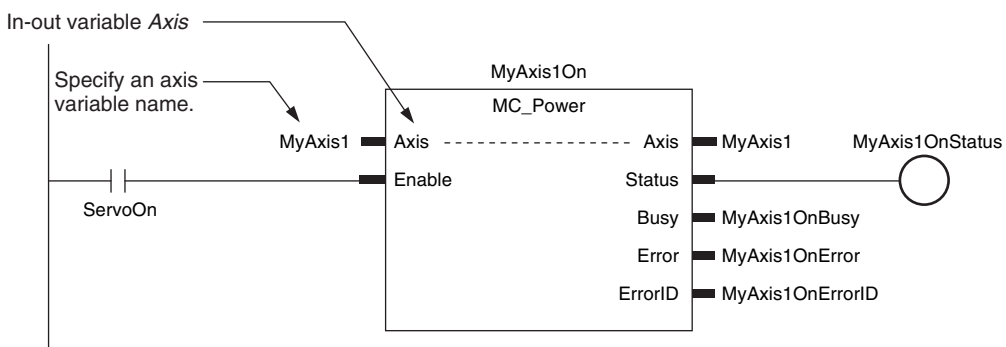 In-out variable Axis
Specify an axis
variable name.
MyAxis1On
MC_Power
MyAxis1 Axis Axis MyAxis1 MyAxis1OnStatus
Enable Status
ServoOn
Busy MyAxis1OnBusy
Error MyAxis1OnError
ErrorID MyAxis1OnErrorID